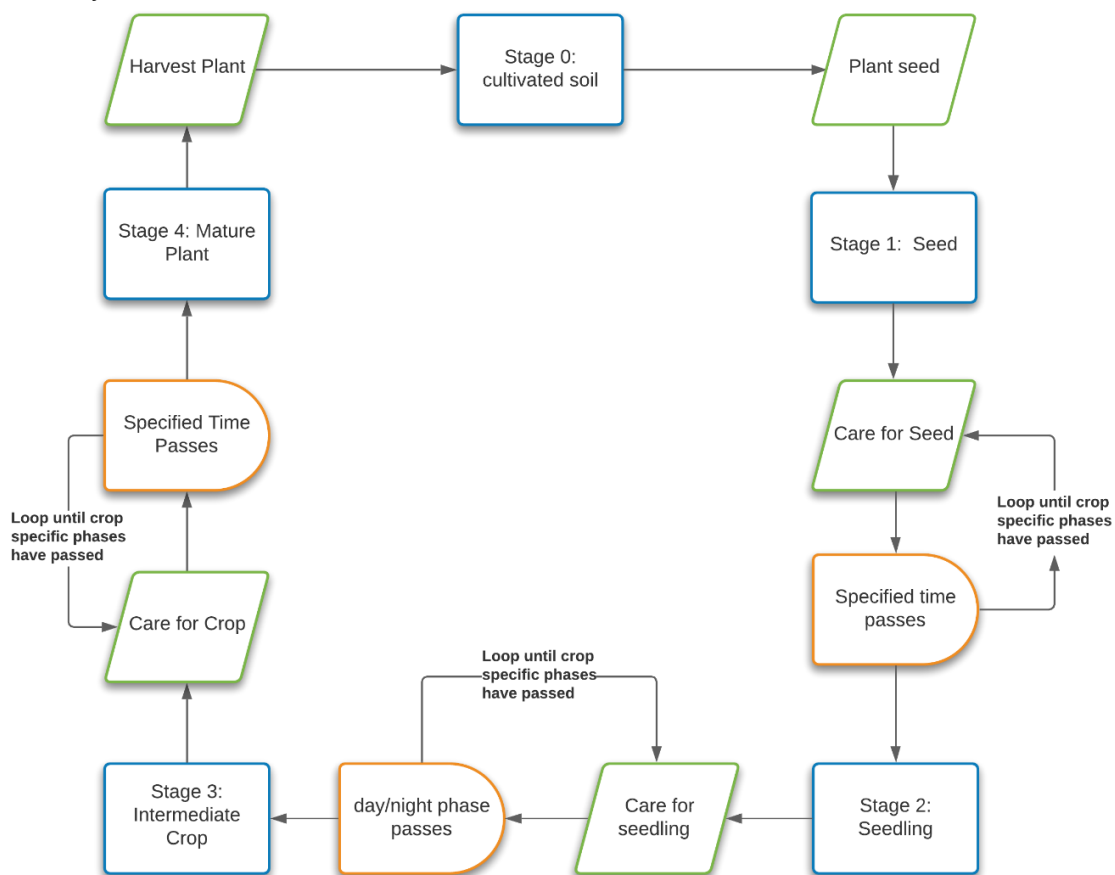 Harvest Plant
Stage 0:
cultivated soil
Plant seed
Stage 4: Mature
Plant
Stage 1:  Seed
Specified Time
Passes
Care for Seed
Loop until crop
specific phases
have passed
Loop until crop
specific phases
have passed
Care for Crop
Specified time
passes
Loop until crop
specific phases
have passed
Stage 3:
Intermediate
Crop
day/night phase
passes
Care for
seedling
Stage 2:
Seedling